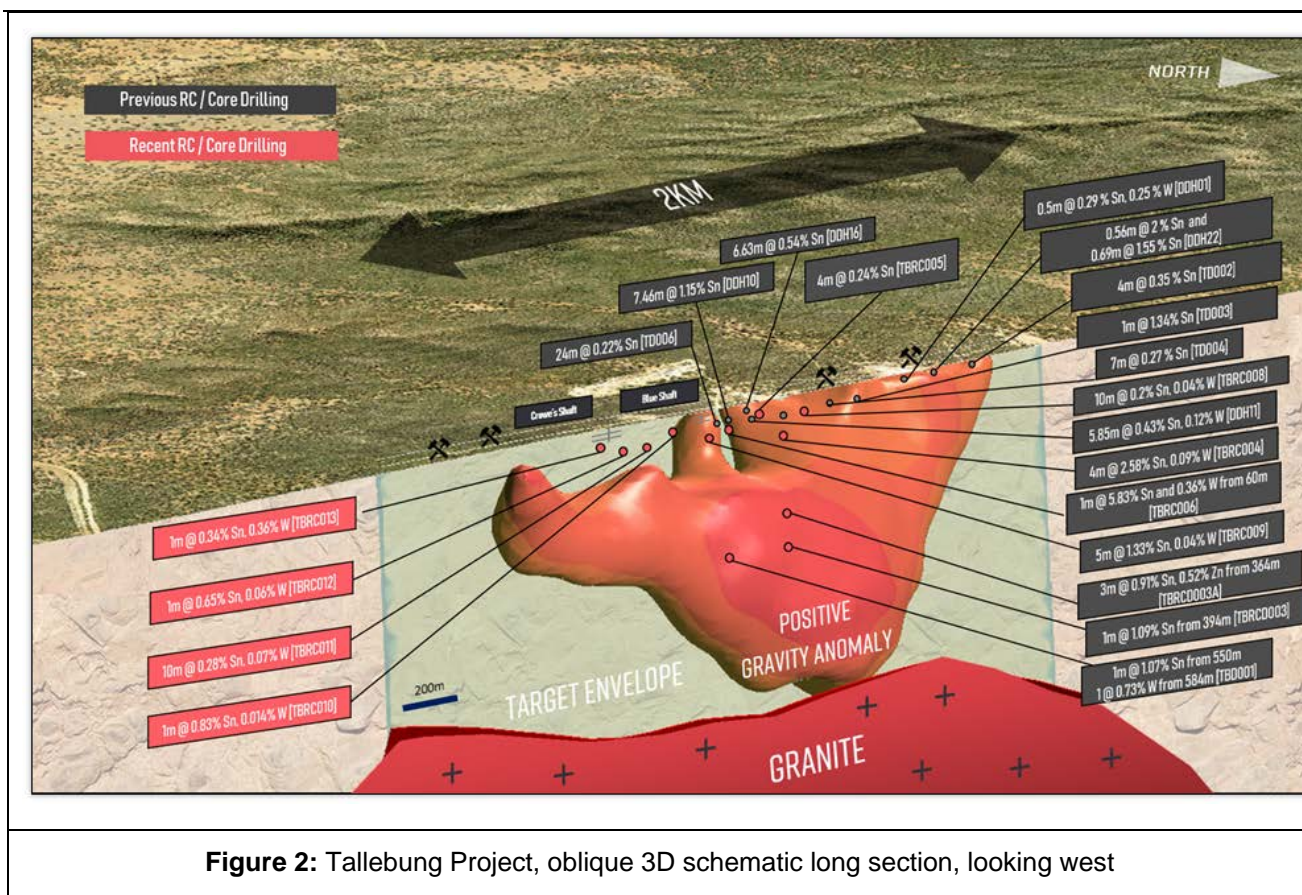 Previous RC / Core Drilling
Recent RC / Core Drilling
NORTH
2KM
0.5m @ 0.29 % Sn, 0.25 % W [DDH01]
0.56m @ 2 % Sn and
0.69m @ 1.55 % Sn [DDH22]
6.63m @ 0.54% Sn [DDH16]
4m @ 0.24% Sn [TBRC005]
4m @ 0.35 % Sn [TD002]
7.46m @ 1.15% Sn [DDH10]
1m @ 1.34% Sn [TD003]
24m @ 0.22% Sn [TD006]
7m @ 0.27 % Sn [TD004]
10m @ 0.2% Sn, 0.04% W [TBRC008]
Crowe's Shaft
Blue Shaft
5.85m @ 0.43% Sn, 0.12% W [DDH11]
4m @ 2.58% Sn, 0.09% W [TBRC004]
1m @ 5.83% Sn and 0.36% W from 60m
[TBRC006]
1m @ 0.34% Sn, 0.36% W [TBRC013]
5m @ 1.33% Sn, 0.04% W [TBRC009]
1m @ 0.65% Sn, 0.06% W [TBRC012]
3m @ 0.91% Sn, 0.52% Zn from 364m
[TBRCD003A]
10m @ 0.28% Sn, 0.07% W [TBRC011]
1m @ 1.09% Sn from 394m [TBRCD003]
1m @ 0.83% Sn, 0.014% W [TBRC010]
1m @ 1.07% Sn from 550m
1 @ 0.73% W from 584m [TBD001]
POSITIVE
GRAVITY ANOMALY
200m
TARGET ENVELOPE
GRANITE
Figure 2: Tallebung Project, oblique 3D schematic long section, looking west